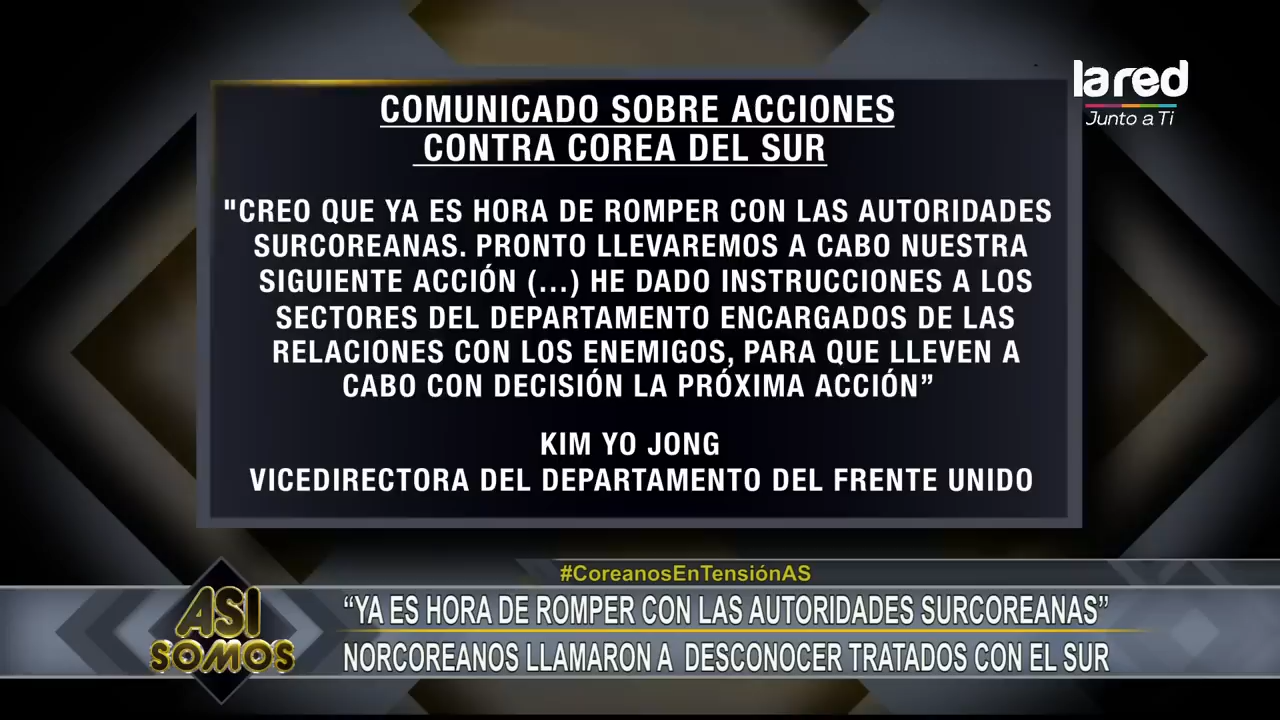 la red
Junto a Ti
COMUNICADO SOBRE ACCIONES
CONTRA COREA DEL SUR
"CREO QUE YA ES HORA DE ROMPER CON LAS AUTORIDADES
SURCOREANAS. PRONTO LLEVAREMOS A CABO NUESTRA
SIGUIENTE ACCIÓN (...) HE DADO INSTRUCCIONES A LOS
SECTORES DEL DEPARTAMENTO ENCARGADOS DE LAS
RELACIONES CON LOS ENEMIGOS, PARA QUE LLEVEN A
CABO CON DECISIÓN LA PRÓXIMA ACCIÓN”
KIM YO JONG
VICEDIRECTORA DEL DEPARTAMENTO DEL FRENTE UNIDO
#CoreanosEnTensiónAS
ASI
SOMOS
“YA ES HORA DE ROMPER CON LAS AUTORIDADES SURCOREANAS”
NORCOREANOS LLAMARON A DESCONOCER TRATADOS CON EL SUR